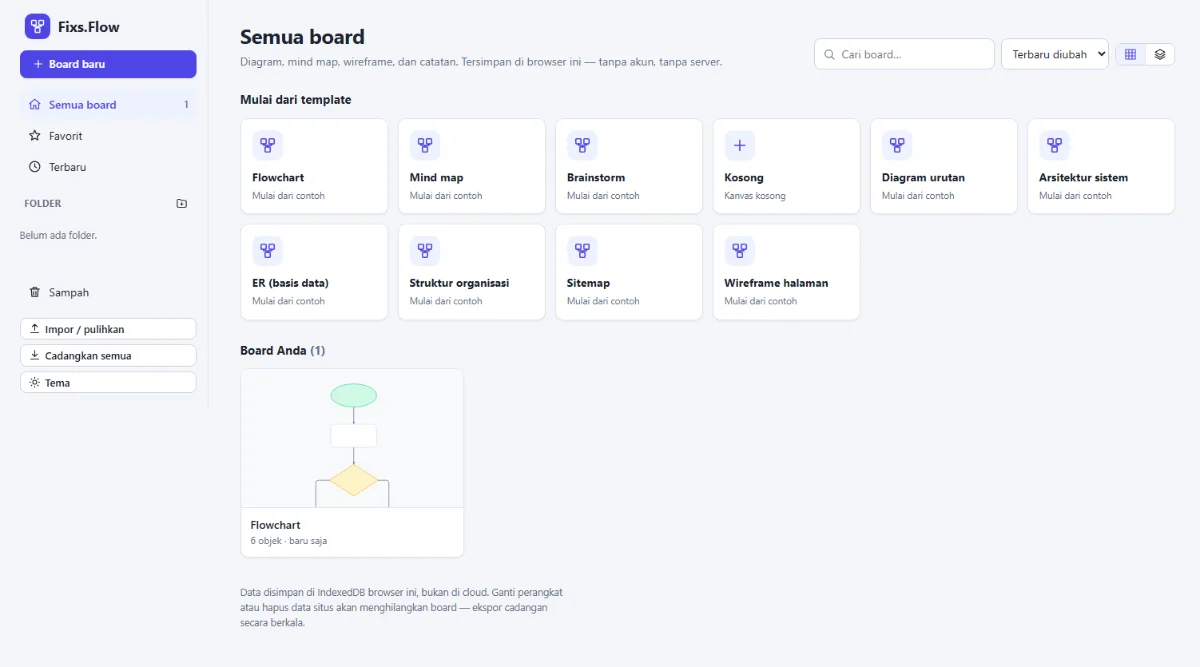 Fixs.Flow
Board baru
Semua board 1
Favorit
Terbaru
FOLDER
Belum ada folder.
Sampah
Impor / pulihkan
Cadangkan semua
Tema
Semua board
Diagram, mind map, wireframe, dan catatan. Tersimpan di browser ini — tanpa akun, tanpa server.
Cari board...
Terbaru diubah
Mulai dari template
Flowchart
Mulai dari contoh
Mind map
Mulai dari contoh
Brainstorm
Mulai dari contoh
Kosong
Kanvas kosong
Diagram urutan
Mulai dari contoh
Arsitektur sistem
Mulai dari contoh
ER (basis data)
Mulai dari contoh
Struktur organisasi
Mulai dari contoh
Sitemap
Mulai dari contoh
Wireframe halaman
Mulai dari contoh
Board Anda (1)
Flowchart
6 objek · baru saja
Data disimpan di IndexedDB browser ini, bukan di cloud. Ganti perangkat
atau hapus data situs akan menghilangkan board — ekspor cadangan
secara berkala.